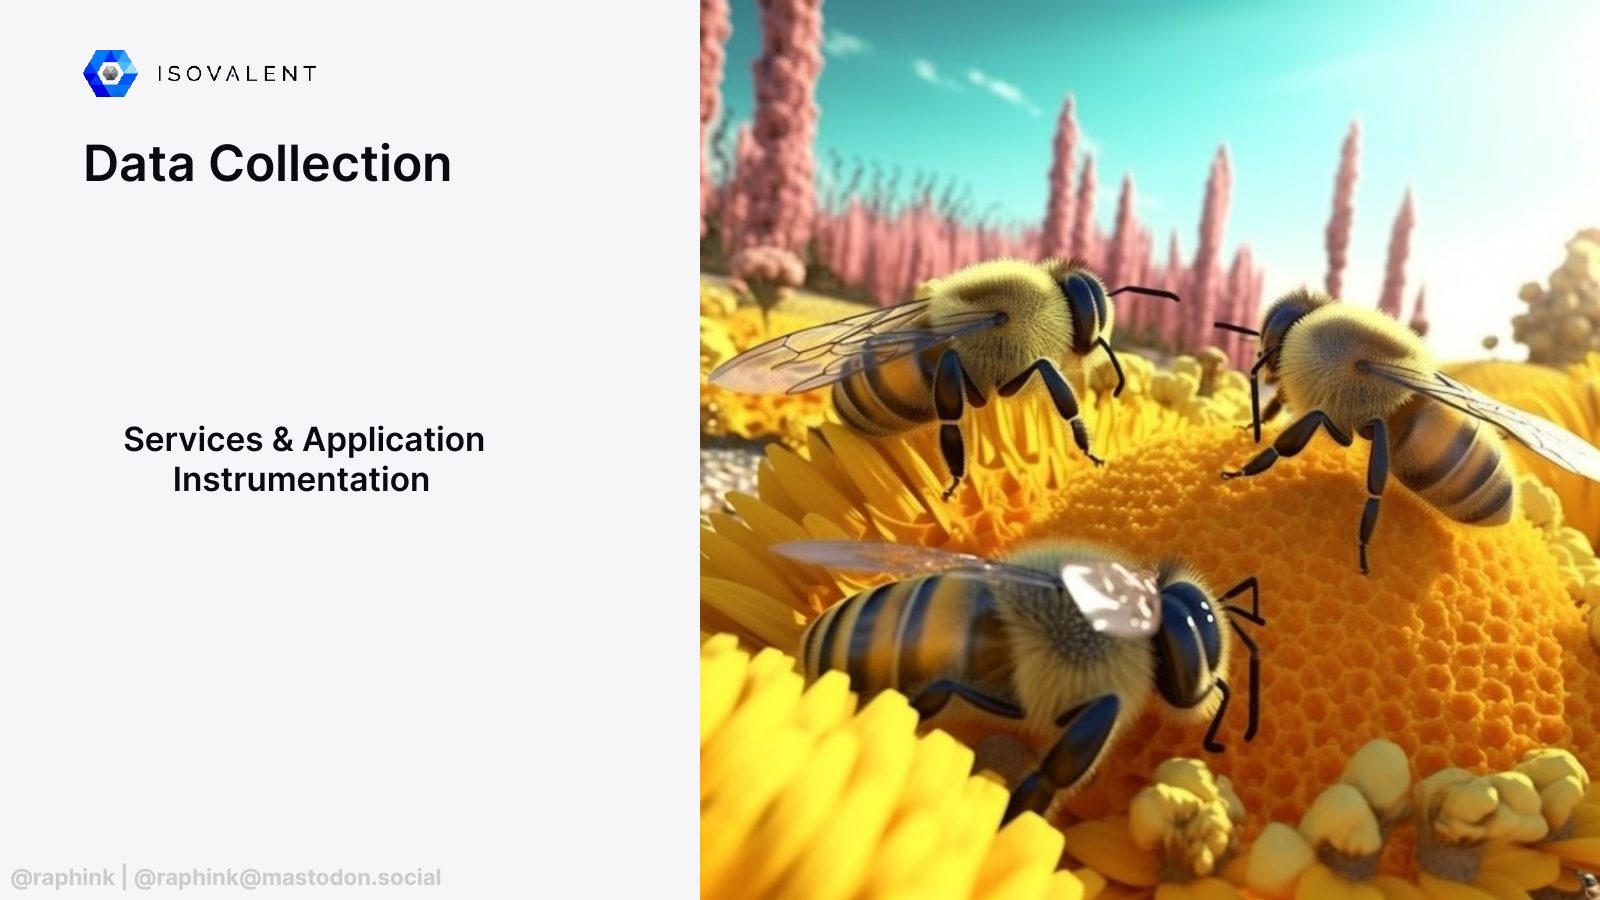 ISOVALENT
Data Collection
Services & Application
Instrumentation
@raphink | @raphink@mastodon.social